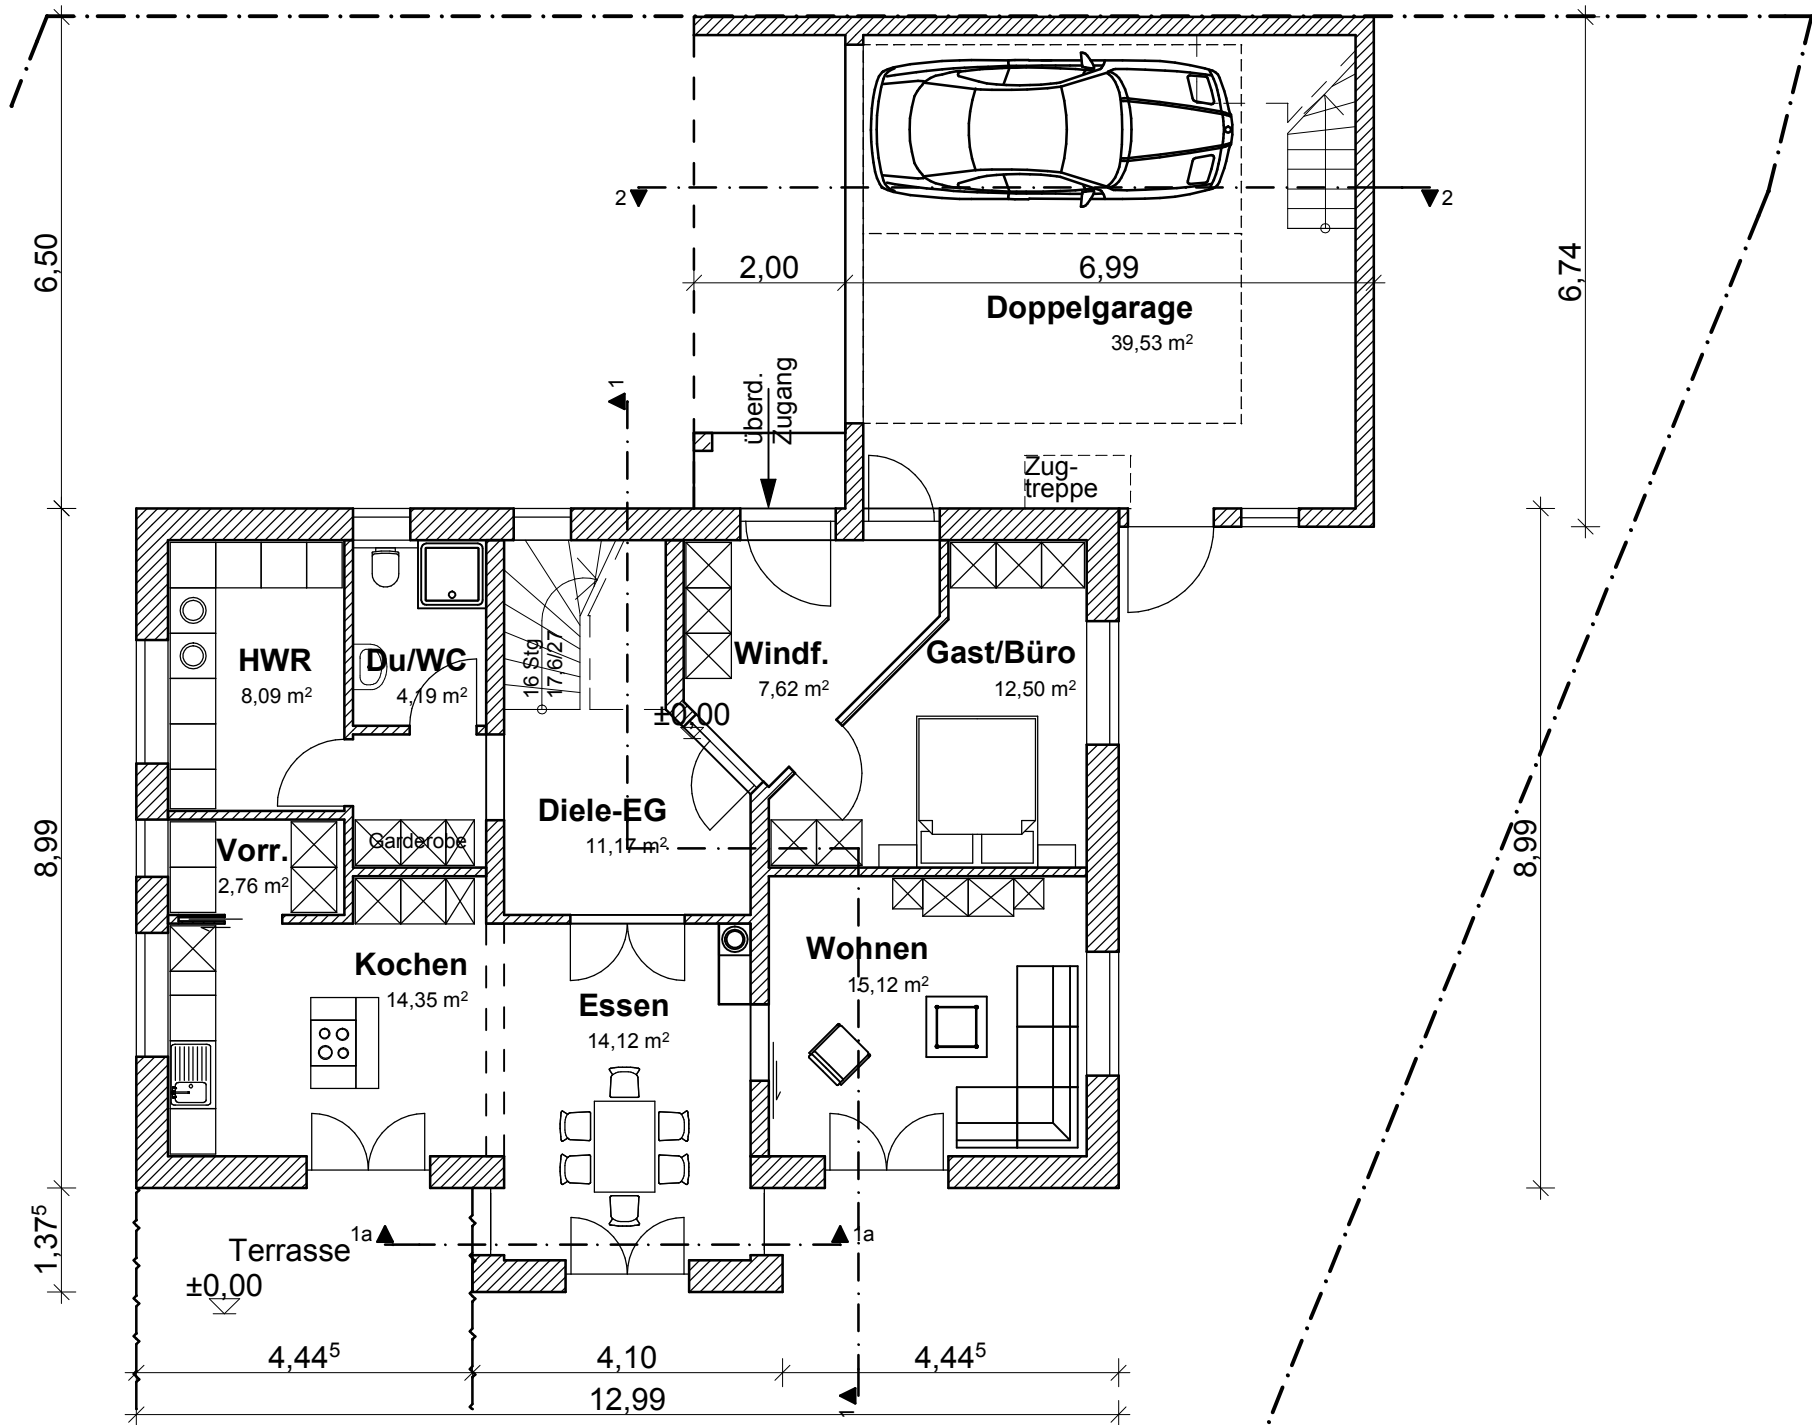 2
2
6,50
2,00
6,99
6,74
Doppelgarage
39,53 m²
1
überd.
Zugang
Zug-
treppe
HWR
8,09 m²
Du/WC
4,19 m²
16 Stg
17,6/27
Windf.
7,62 m²
Gast/Büro
12,50 m²
±0,00
Diele-EG
11,17 m²
8,99
8,99
Vorr.
2,76 m²
Garderobe
Kochen
14,35 m²
Essen
14,12 m²
Wohnen
15,12 m²
1,37⁵
Terrasse
±0,00
1a
1a
4,44⁵
4,10
4,44⁵
12,99
1